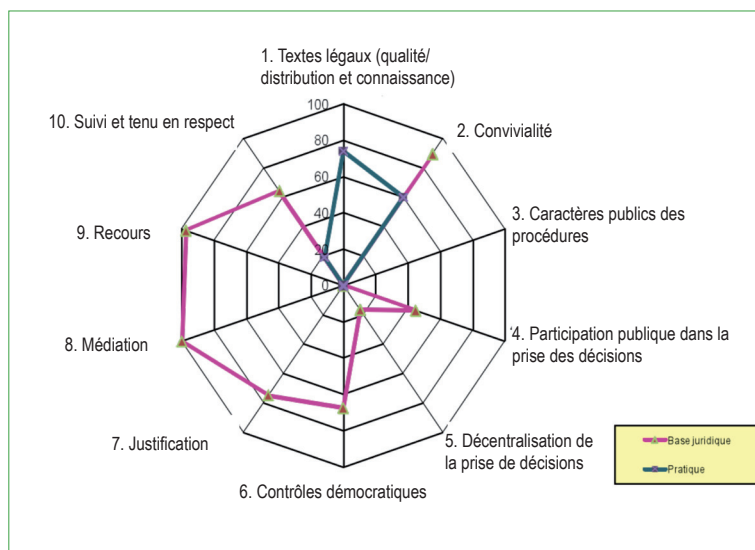 1. Textes légaux (qualité/
distribution et connaissance)
100
80
60
40
20
0
2. Convivialité
3. Caractères publics des
procédures
'4. Participation publique dans la
prise des décisions
5. Décentralisation de
la prise de décisions
6. Contrôles démocratiques
7. Justification
8. Médiation
9. Recours
10. Suivi et tenu en respect
Base juridique
Pratique